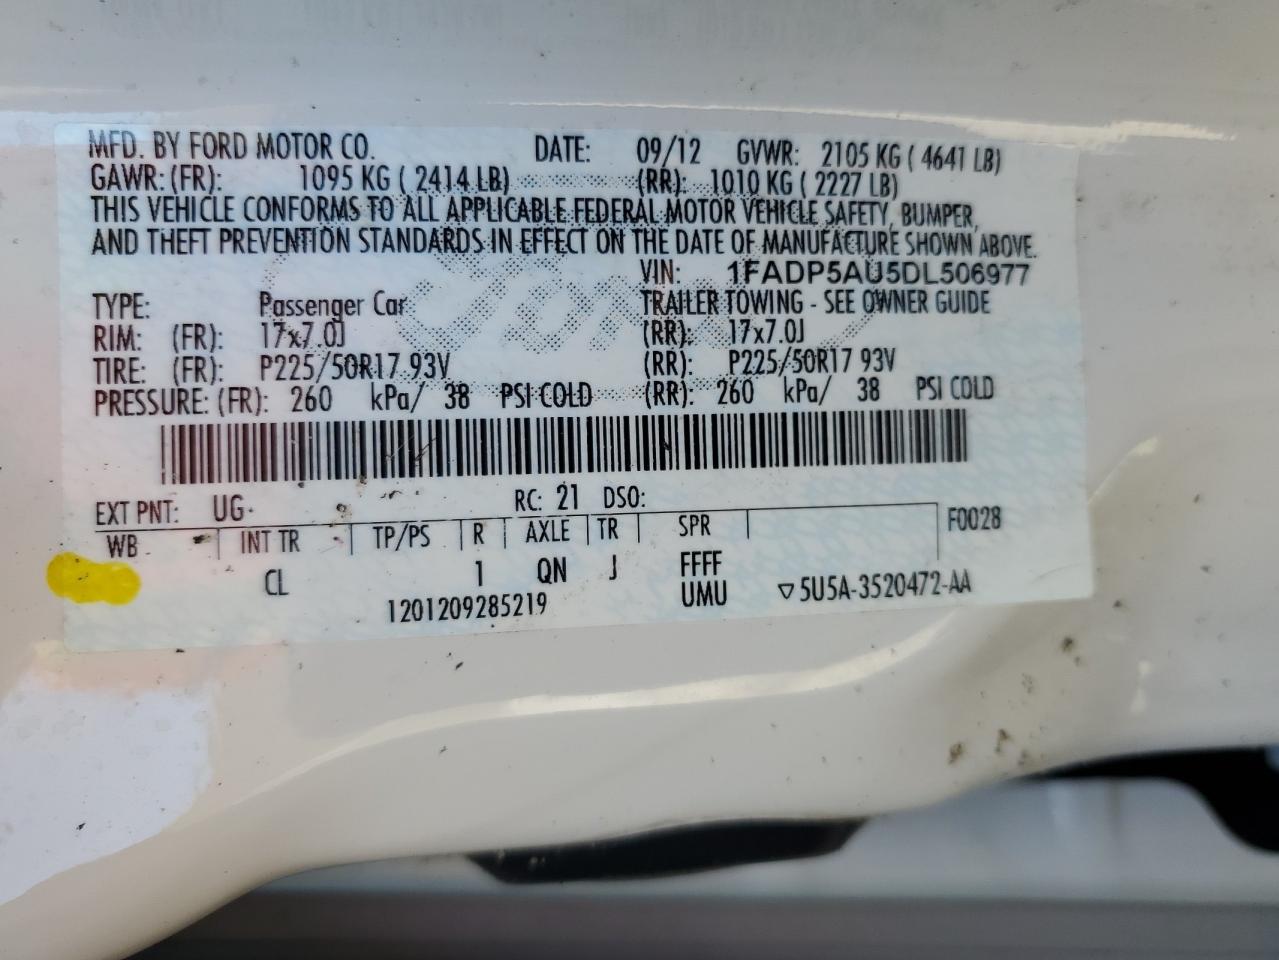 MFD. BY FORD MOTOR CO. DATE: 09/12 GVWR: 2105 KG ( 4641 LB)
GAWR: (FR): 1095 KG ( 2414 LB) (RR): 1010 KG ( 2227 LB)
THIS VEHICLE CONFORMS TO ALL APPLICABLE FEDERAL MOTOR VEHICLE SAFETY, BUMPER,
AND THEFT PREVENTION STANDARDS IN EFFECT ON THE DATE OF MANUFACTURE SHOWN ABOVE.
VIN: 1FADP5AU5DL506977
TYPE: Passenger Car TRAILER TOWING - SEE OWNER GUIDE
RIM: (FR): 17x7.0J (RR): 17x7.0J
TIRE: (FR): P225/50R17 93V (RR): P225/50R17 93V
PRESSURE: (FR): 260 kPa/ 38 PSI COLD (RR): 260 kPa/ 38 PSI COLD
EXT PNT: UG RC: 21 DSO:
WB INT TR TP/PS R AXLE TR SPR F0028
CL 1 QN J FFFF
1201209285219 UMU ▽5U5A-3520472-AA
Ford